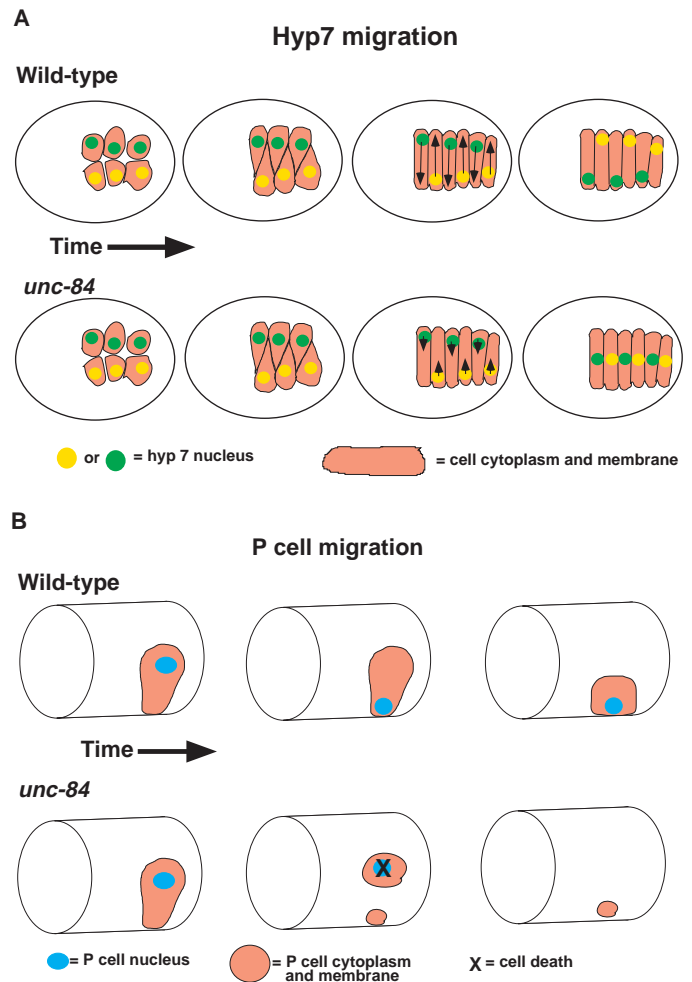 A
Hyp7 migration
Wild-type
Time
unc-84
or = hyp 7 nucleus
= cell cytoplasm and membrane
B
P cell migration
Wild-type
Time
unc-84
X
= P cell nucleus
= P cell cytoplasm
and membrane
X = cell death